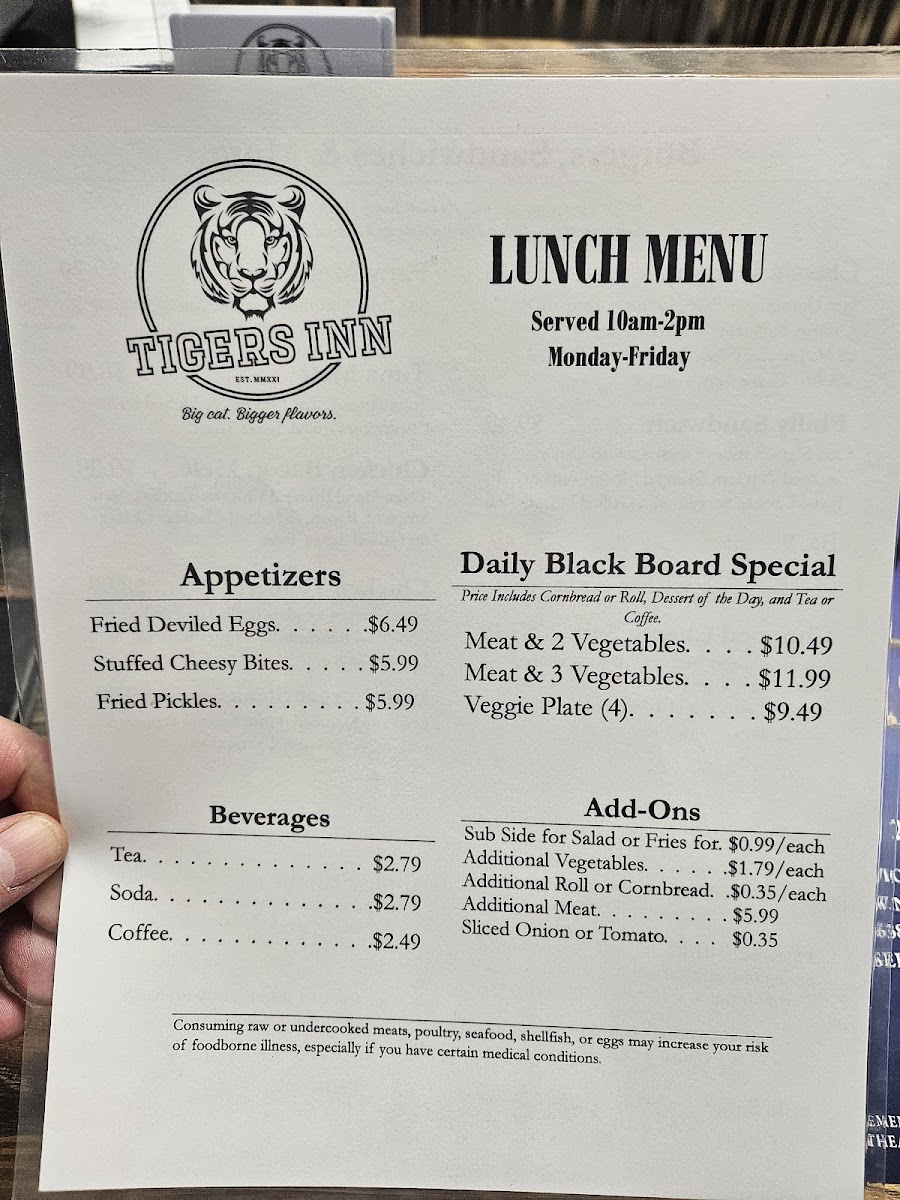 TIGERS INN
EST. MMXXI
Big cat. Bigger flavors.
LUNCH MENU
Served 10am-2pm
Monday-Friday
Appetizers
Fried Deviled Eggs. . . . . .$6.49
Stuffed Cheesy Bites. . . . . $5.99
Fried Pickles. . . . . . . . . $5.99
Daily Black Board Special
Price Includes Cornbread or Roll, Dessert of the Day, and Tea or
Coffee.
Meat & 2 Vegetables. . . . $10.49
Meat & 3 Vegetables. . . . $11.99
Veggie Plate (4). . . . . . . $9.49
Beverages
Tea. . . . . . . . . . . . . . $2.79
Soda. . . . . . . . . . . . . .$2.79
Coffee. . . . . . . . . . . . .$2.49
Add-Ons
Sub Side for Salad or Fries for. $0.99/each
Additional Vegetables. . . . . . .$1.79/each
Additional Roll or Cornbread. .$0.35/each
Additional Meat. . . . . . . . . $5.99
Sliced Onion or Tomato. . . . $0.35
Consuming raw or undercooked meats, poultry, seafood, shellfish, or eggs may increase your risk
of foodborne illness, especially if you have certain medical conditions.